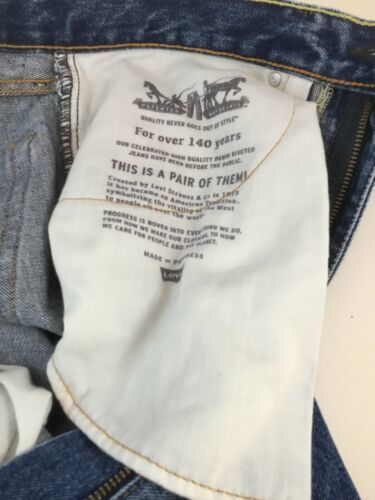 QUALITY NEVER GOES OUT OF STYLE®
For over 140 years
OUR CELEBRATED HIGH QUALITY DENIM RIVETED
JEANS HAVE BEEN BEFORE THE PUBLIC.
THIS IS A PAIR OF THEM!
Created by Levi Strauss & Co in 1873
it has become an American Tradition,
symbolizing the vitality of the West
to people all over the world.
PROGRESS IS WOVEN INTO EVERYTHING WE DO,
FROM HOW WE MAKE OUR CLOTHING, TO HOW
WE CARE FOR PEOPLE AND THE PLANET.
MADE IN PROGRESS
LEVI'S